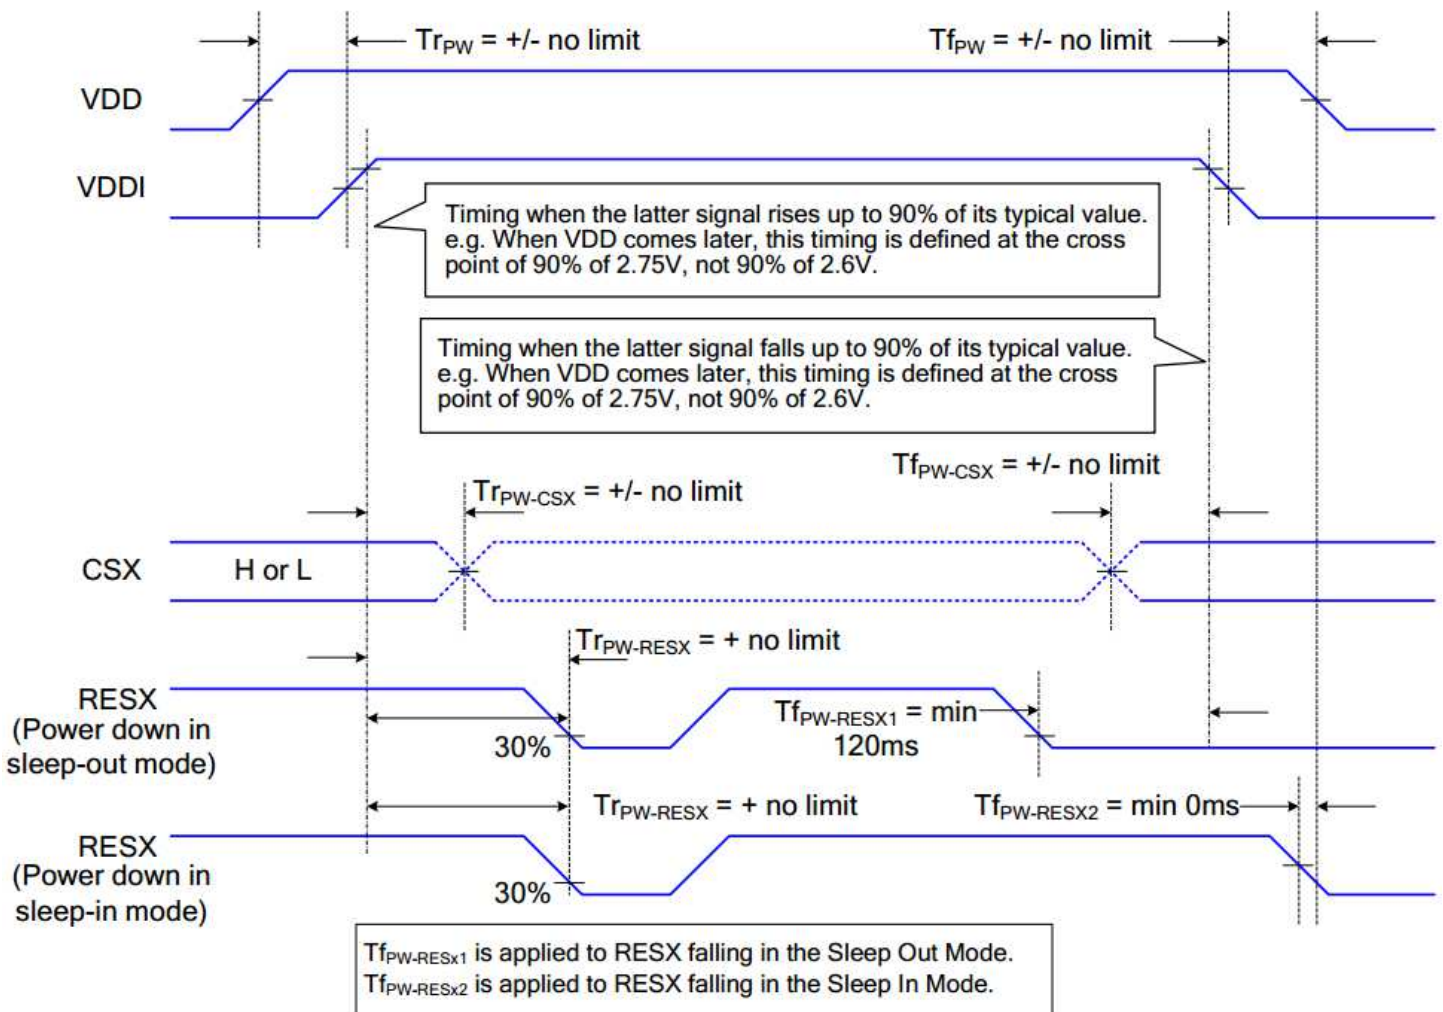 TrPW = +/- no limit
TfPW = +/- no limit
VDD
VDDI
Timing when the latter signal rises up to 90% of its typical value.
e.g. When VDD comes later, this timing is defined at the cross
point of 90% of 2.75V, not 90% of 2.6V.
Timing when the latter signal falls up to 90% of its typical value.
e.g. When VDD comes later, this timing is defined at the cross
point of 90% of 2.75V, not 90% of 2.6V.
TfPW-CSX = +/- no limit
TrPW-CSX = +/- no limit
CSX
H or L
TrPW-RESX = + no limit
RESX
(Power down in
sleep-out mode)
30%
TfPW-RESX1 = min
120ms
TrPW-RESX = + no limit
TfPW-RESX2 = min 0ms
RESX
(Power down in
sleep-in mode)
30%
TfPW-RESx1 is applied to RESX falling in the Sleep Out Mode.
TfPW-RESx2 is applied to RESX falling in the Sleep In Mode.